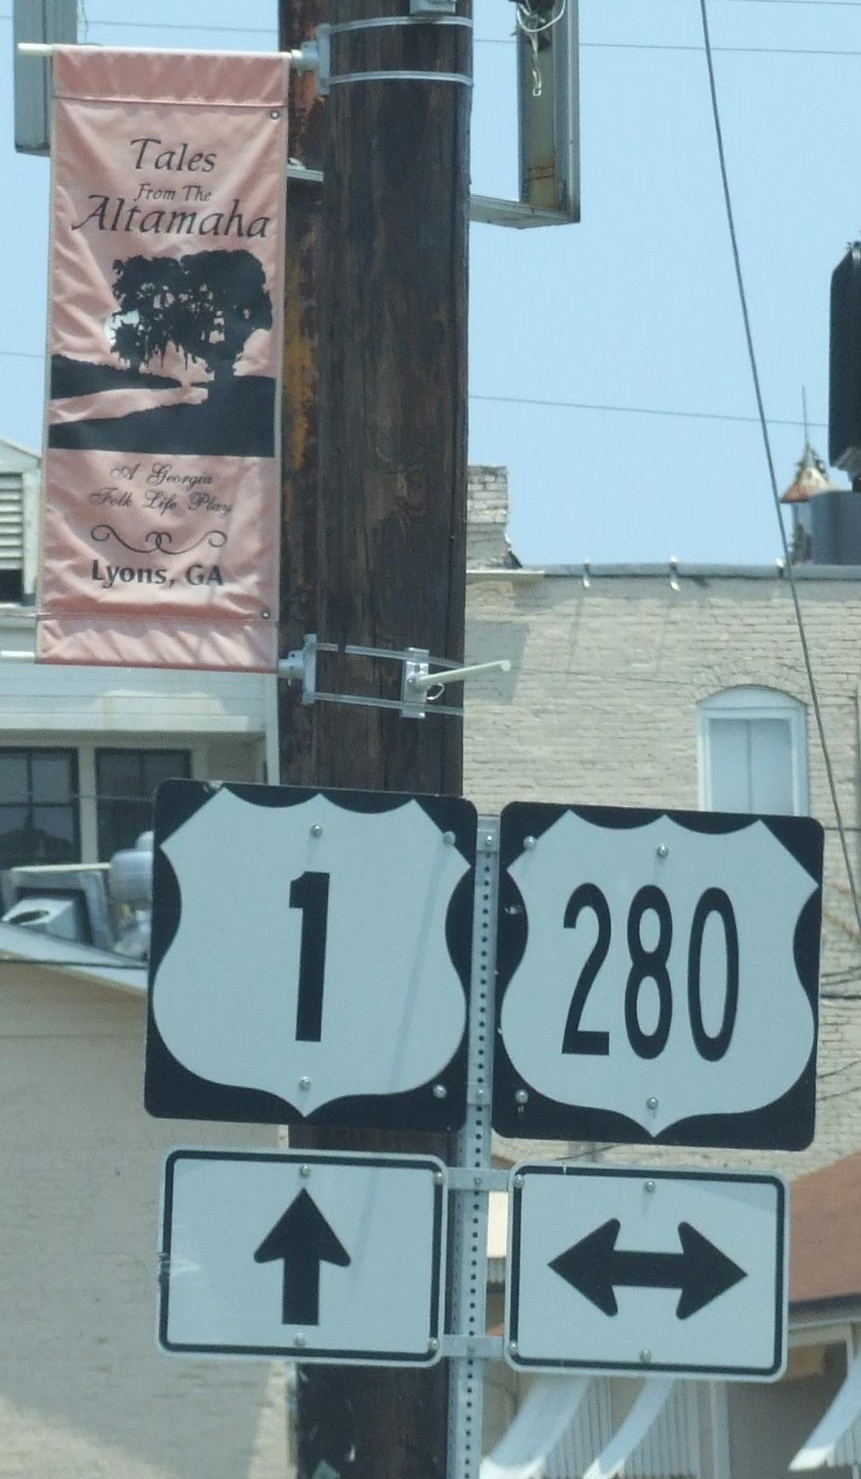 Tales
From The
Altamaha
A Georgia
Folk Life Play
Lyons, GA
1
280